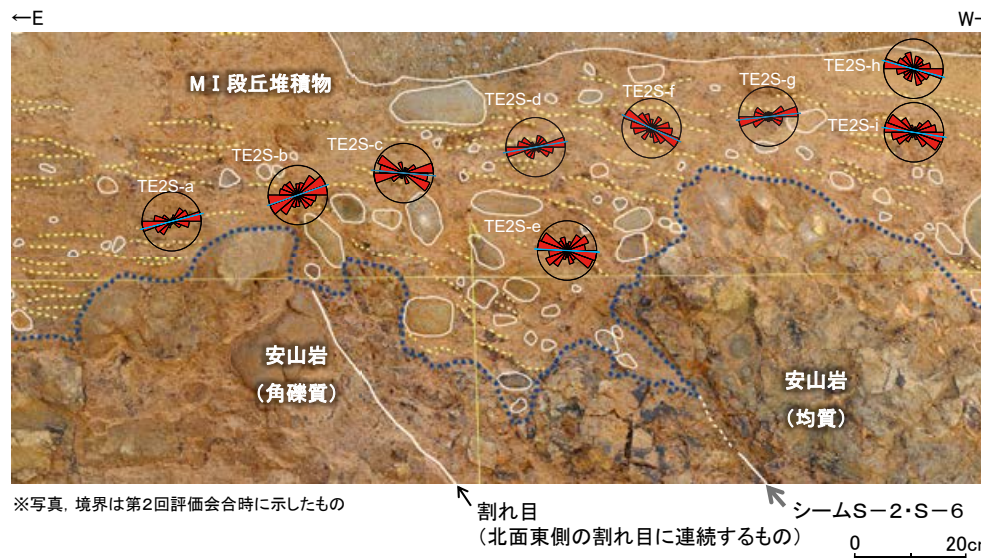 ←E
W-
MⅠ段丘堆積物
TE2S-h
TE2S-g
TE2S-f
TE2S-d
TE2S-i
TE2S-c
TE2S-b
TE2S-a
TE2S-e
安山岩
（角礫質）
安山岩
（均質）
※写真，境界は第２回評価会合時に示したもの
割れ目
（北面東側の割れ目に連続するもの）
シームS－2・S－6
0
20cm